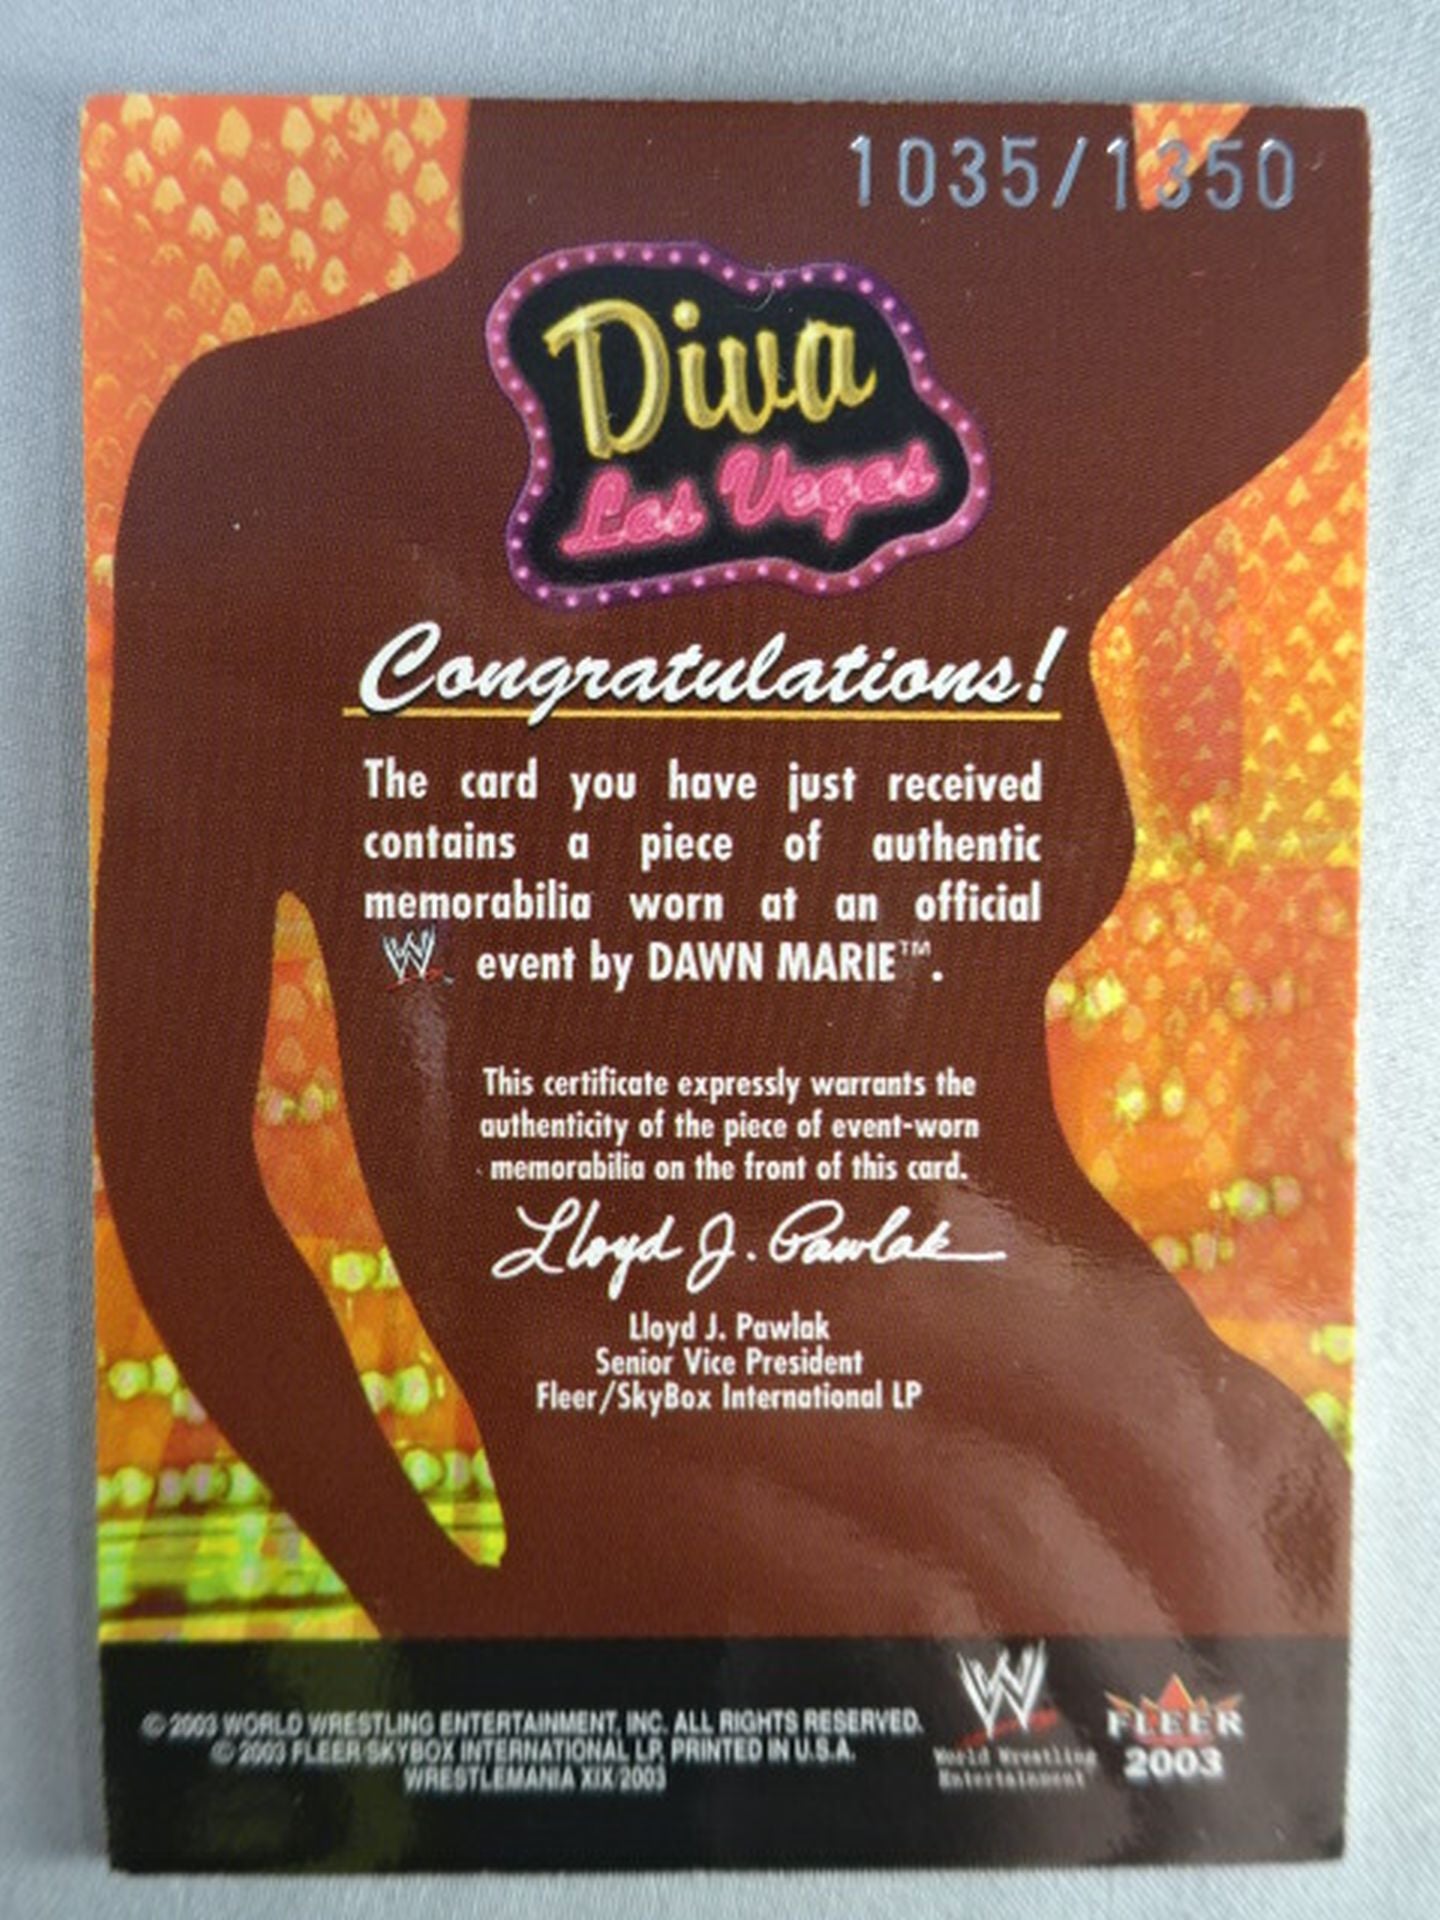 1035/1350
Diva
Las Vegas
Congratulations!
The card you have just received
contains a piece of authentic
memorabilia worn at an official
W event by DAWN MARIE™.
This certificate expressly warrants the
authenticity of the piece of event-worn
memorabilia on the front of this card.
Lloyd J. Pawlak
Lloyd J. Pawlak
Senior Vice President
Fleer/SkyBox International LP
© 2003 WORLD WRESTLING ENTERTAINMENT, INC. ALL RIGHTS RESERVED.
© 2003 FLEER/SKYBOX INTERNATIONAL LP, PRINTED IN U.S.A.
WRESTLEMANIA XIX/2003
W
World Wrestling
Entertainment
FLEER
2003